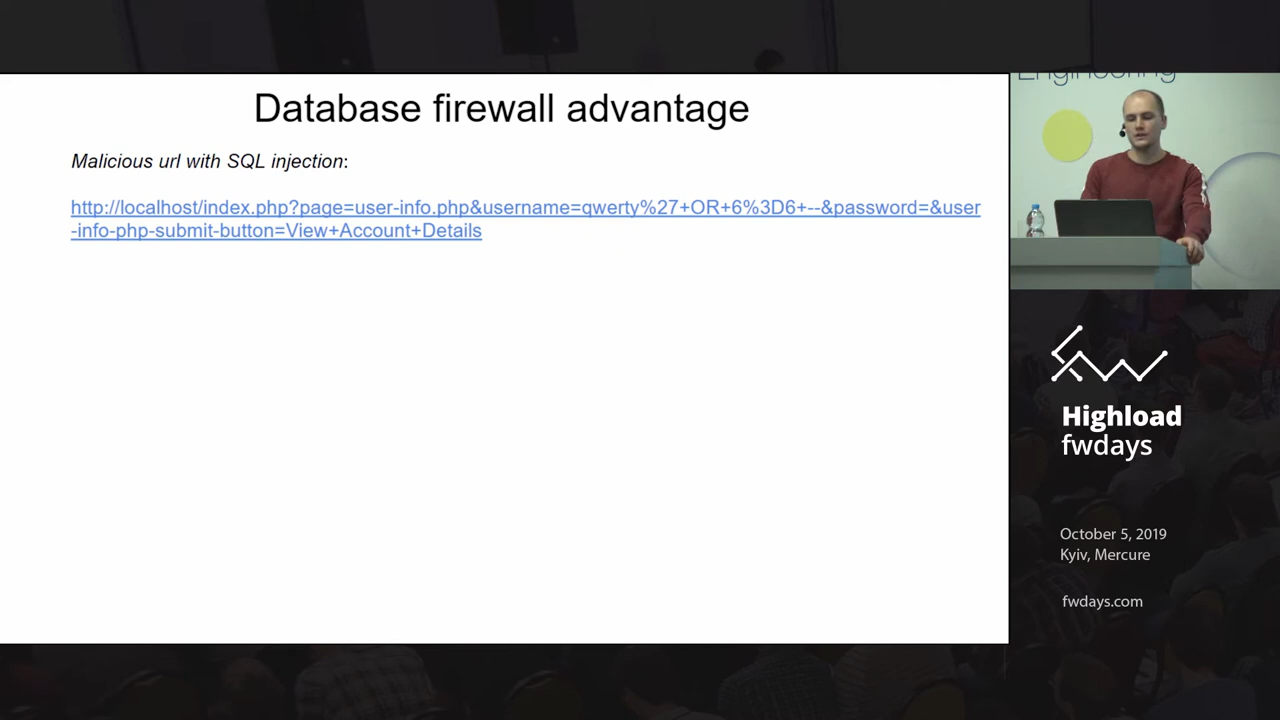 Database firewall advantage
Malicious url with SQL injection:
http://localhost/index.php?page=user-info.php&username=qwerty%27+OR+6%3D6+--&password=&user
-info-php-submit-button=View+Account+Details
Engineering
Highload
fwdays
October 5, 2019
Kyiv, Mercure
fwdays.com